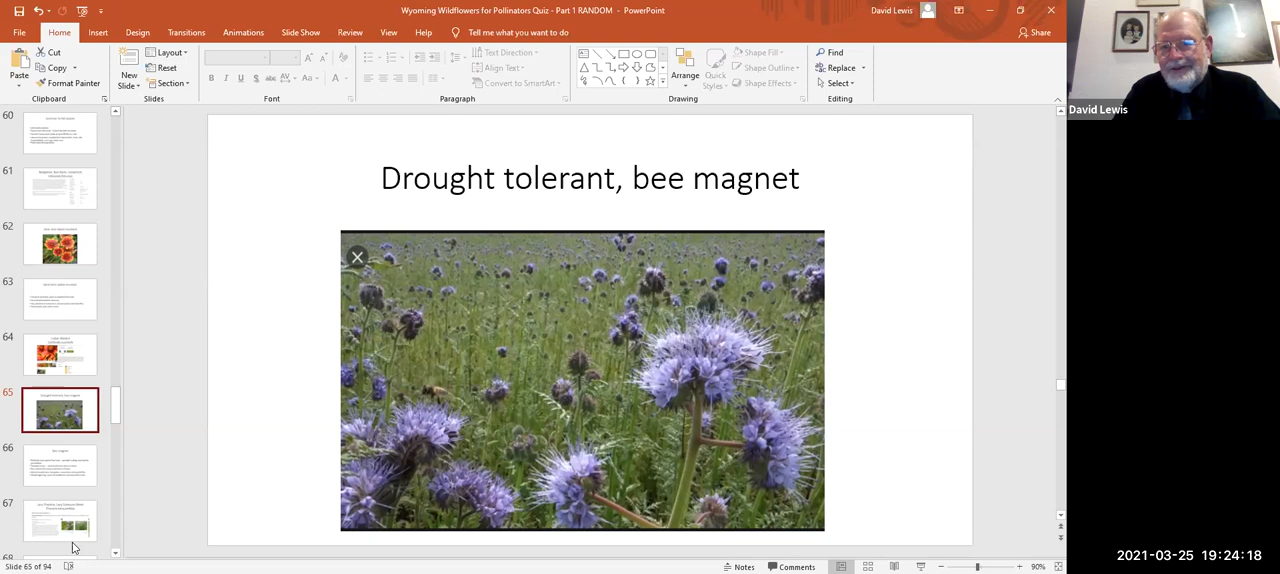 Wyoming Wildflowers for Pollinators Quiz - Part 1 RANDOM - PowerPoint
David Lewis
File Home Insert Design Transitions Animations Slide Show Review View Help Tell me what you want to do
Share
Cut
Copy
Format Painter
Paste
Clipboard
New
Slide
Layout
Reset
Section
Slides
B I U S abc AV Aa A
Font
Text Direction
Align Text
Convert to SmartArt
Paragraph
Arrange
Quick
Styles
Shape Fill
Shape Outline
Shape Effects
Drawing
Find
Replace
Select
Editing
David Lewis
60
61
62
63
64
65
66
67
68
Drought tolerant, bee magnet
Slide 65 of 94
Notes
Comments
90%
2021-03-25 19:24:18